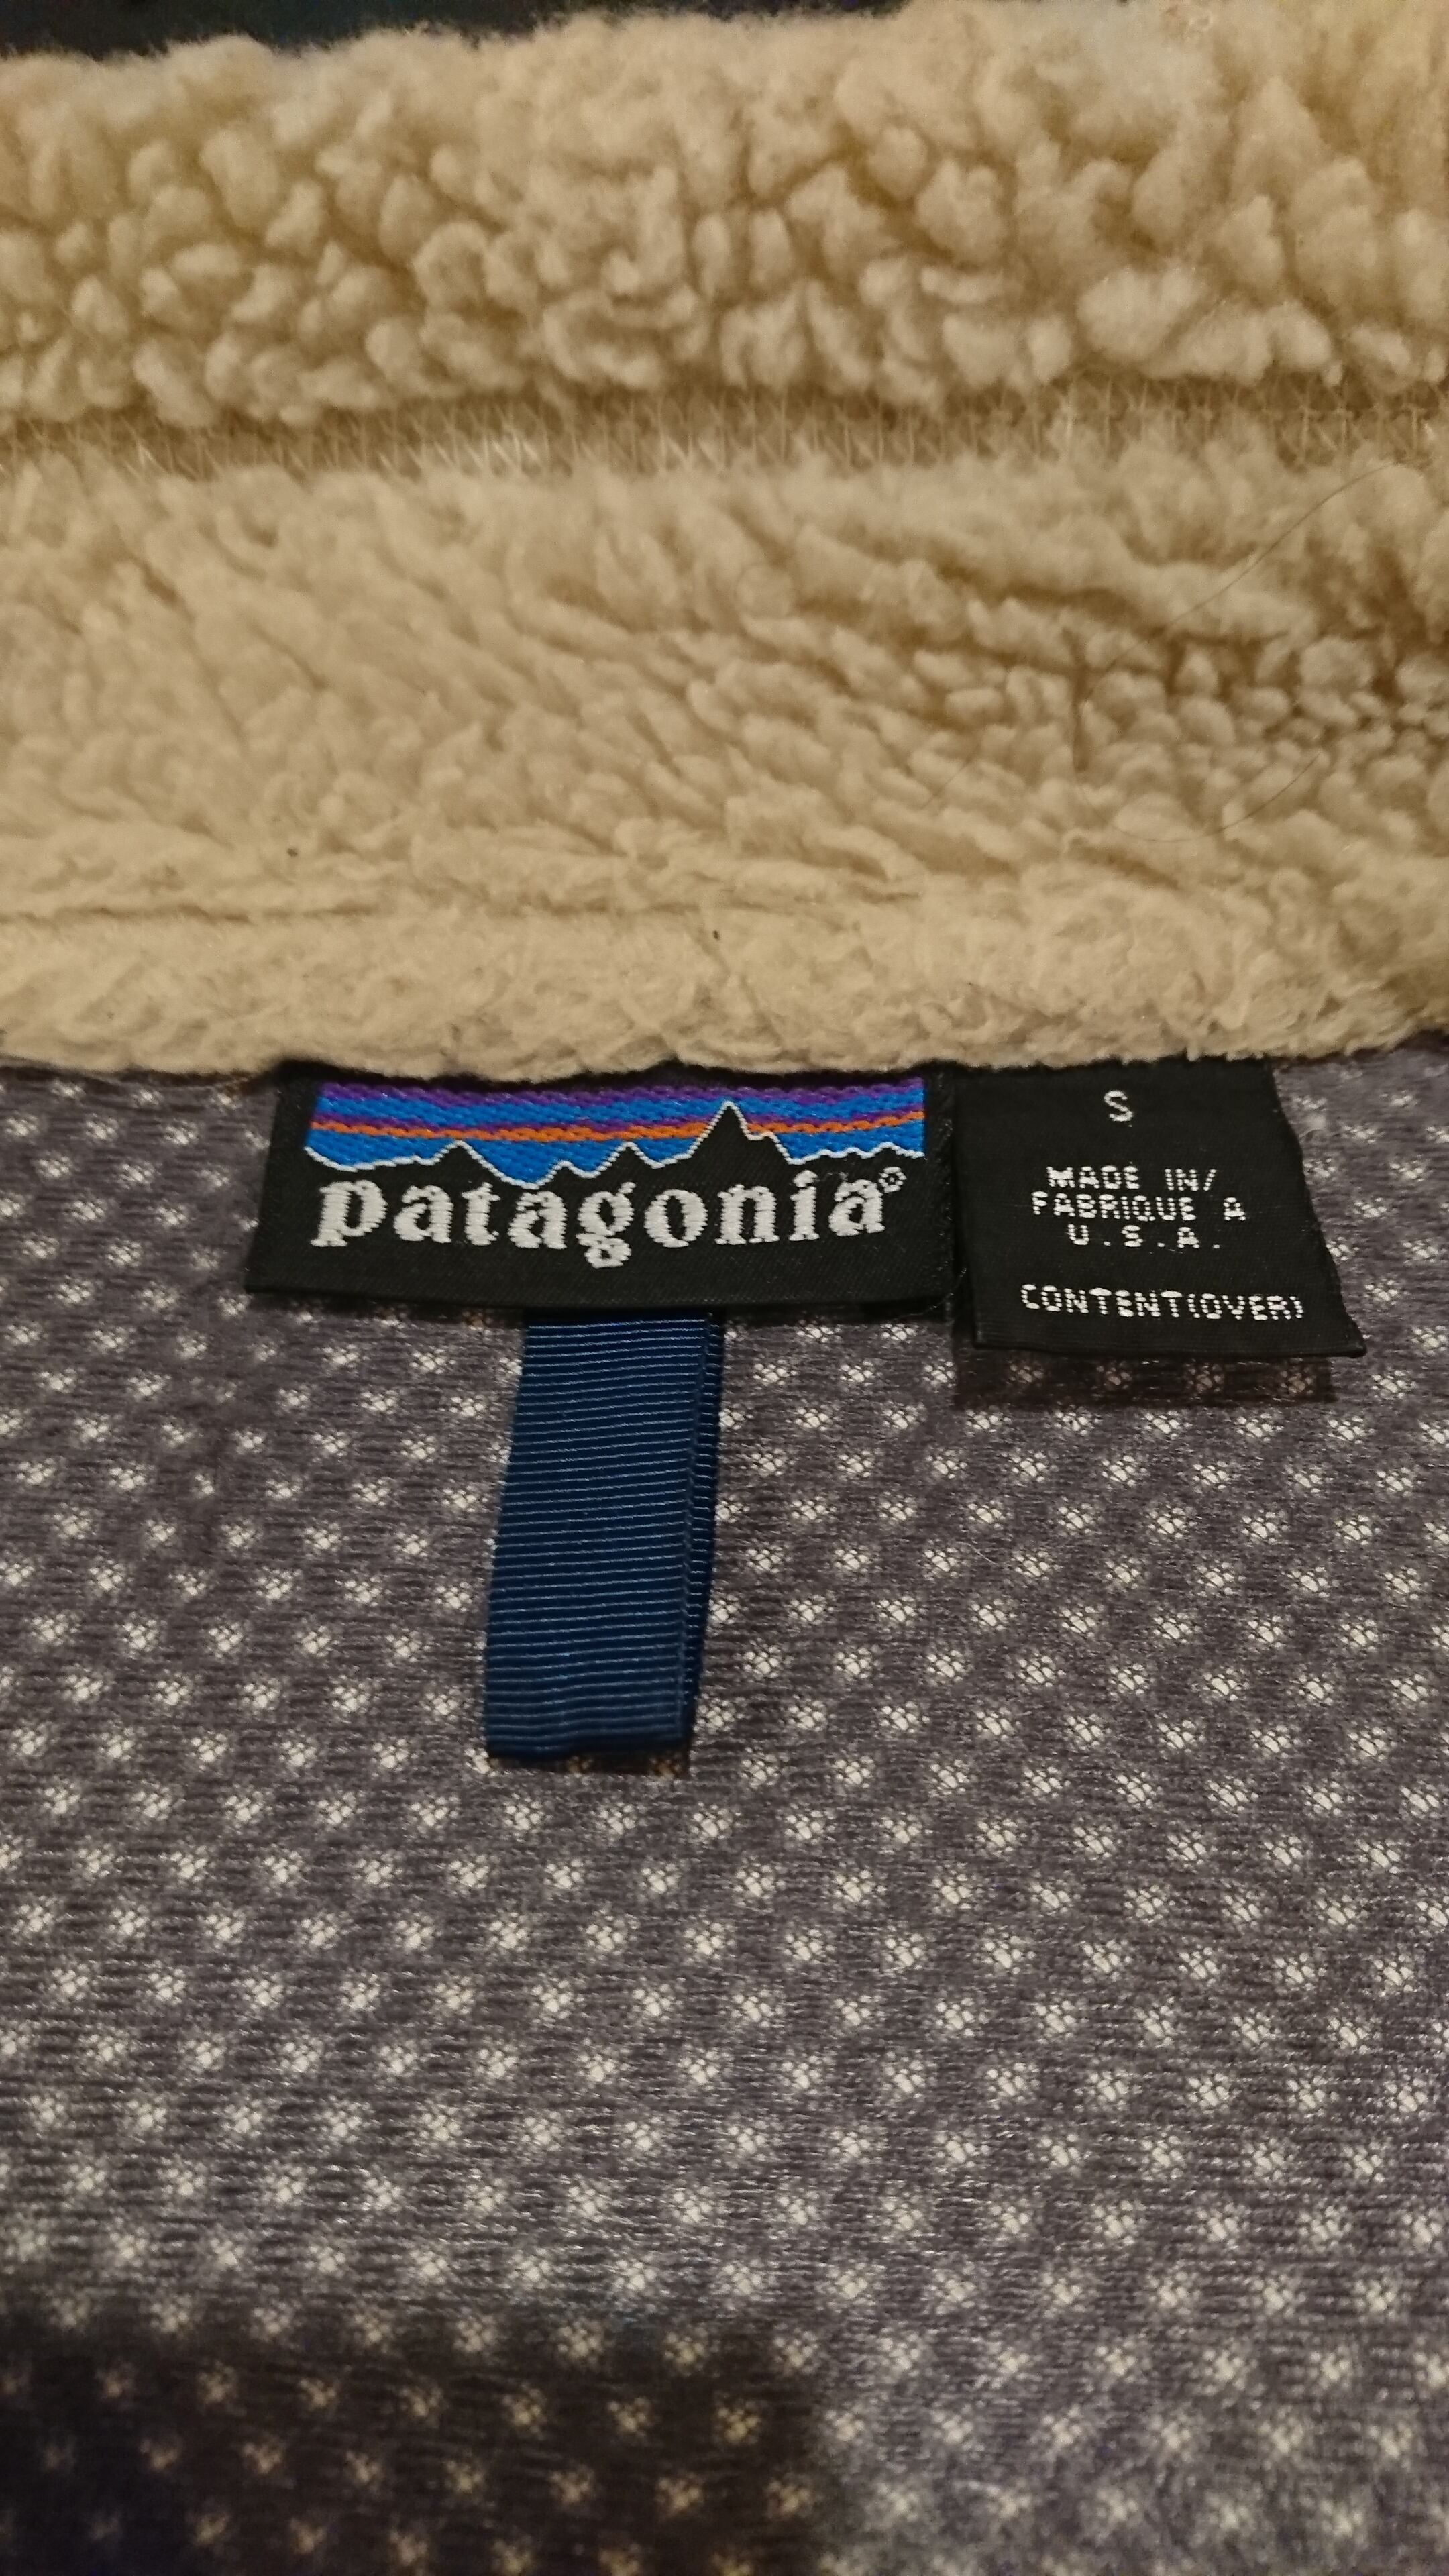 patagonia®
S
MADE IN/
FABRIQUE A
U.S.A.
CONTENT(OVER)